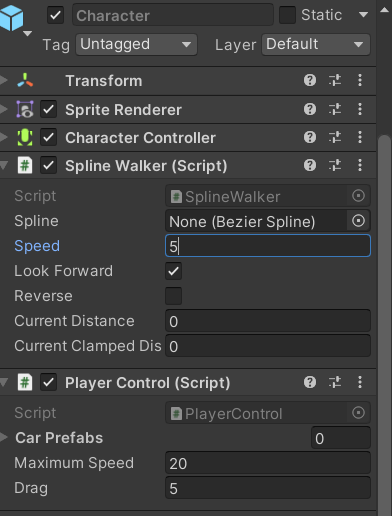 Character Static
Tag Untagged Layer Default
Transform
Sprite Renderer
Character Controller
# Spline Walker (Script)
Script # SplineWalker
Spline None (Bezier Spline)
Speed 5
Look Forward
Reverse
Current Distance 0
Current Clamped Dis 0
# Player Control (Script)
Script # PlayerControl
Car Prefabs 0
Maximum Speed 20
Drag 5